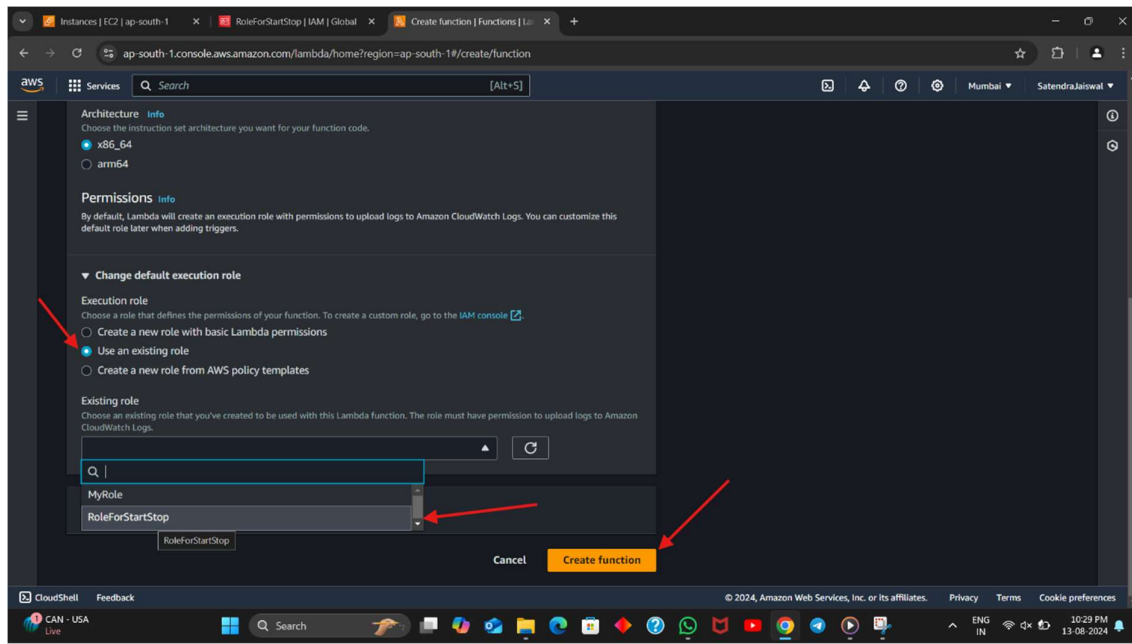 Instances | EC2 | ap-south-1
RoleForStartStop | IAM | Global
Create function | Functions | La
ap-south-1.console.aws.amazon.com/lambda/home?region=ap-south-1#/create/function
aws
Services
Search
[Alt+S]
Mumbai
SatendraJaiswal
Architecture Info
Choose the instruction set architecture you want for your function code.
x86_64
arm64
Permissions Info
By default, Lambda will create an execution role with permissions to upload logs to Amazon CloudWatch Logs. You can customize this
default role later when adding triggers.
Change default execution role
Execution role
Choose a role that defines the permissions of your function. To create a custom role, go to the IAM console.
Create a new role with basic Lambda permissions
Use an existing role
Create a new role from AWS policy templates
Existing role
Choose an existing role that you've created to be used with this Lambda function. The role must have permission to upload logs to Amazon
CloudWatch Logs.
MyRole
RoleForStartStop
RoleForStartStop
Cancel
Create function
CloudShell
Feedback
© 2024, Amazon Web Services, Inc. or its affiliates.
Privacy
Terms
Cookie preferences
1
CAN - USA
Live
Search
ENG
IN
10:29 PM
13-08-2024